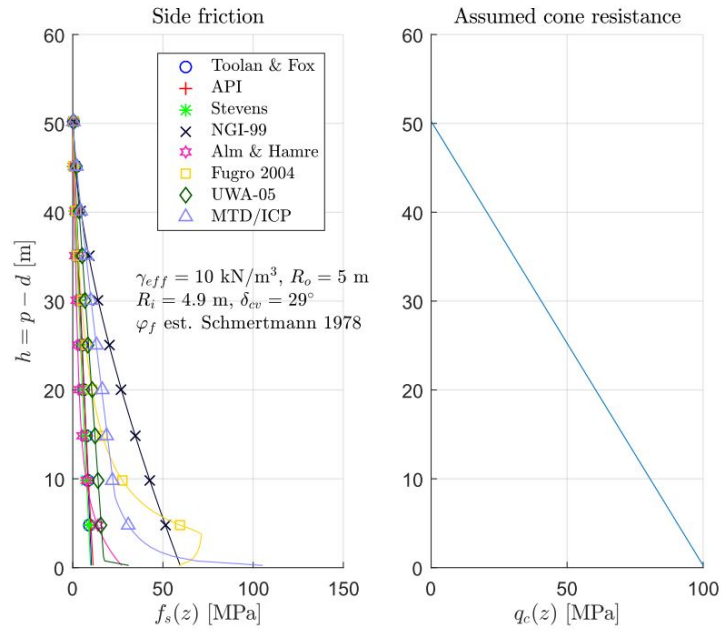 Side friction
60
50
40
30
20
10
0
0
50
100
150
h = p − d [m]
f_s(z) [MPa]
Toolan & Fox
API
Stevens
NGI-99
Alm & Hamre
Fugro 2004
UWA-05
MTD/ICP
γ_eff = 10 kN/m³, R_o = 5 m
R_i = 4.9 m, δ_cv = 29°
φ_f est. Schmertmann 1978
Assumed cone resistance
60
50
40
30
20
10
0
0
50
100
q_c(z) [MPa]